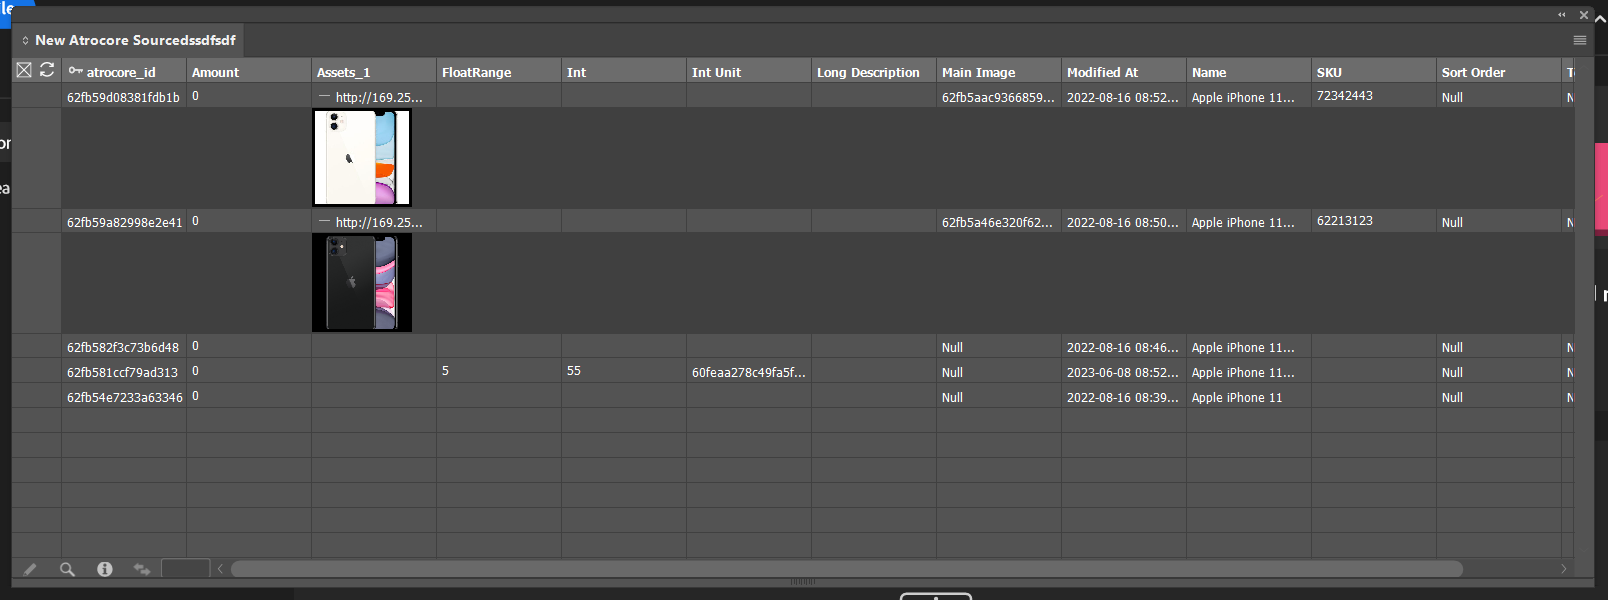 New Atrocore Sourcedssdfsdf
atrocore_id Amount Assets_1 FloatRange Int Int Unit Long Description Main Image Modified At Name SKU Sort Order
62fb59d08381fdb1b 0 http://169.25... 62fb5aac9366859... 2022-08-16 08:52... Apple iPhone 11... 72342443 Null
62fb59a82998e2e41 0 http://169.25... 62fb5a46e320f62... 2022-08-16 08:50... Apple iPhone 11... 62213123 Null
62fb582f3c73b6d48 0 Null 2022-08-16 08:46... Apple iPhone 11... Null
62fb581ccf79ad313 0 5 55 60feaa278c49fa5f... Null 2023-06-08 08:52... Apple iPhone 11... Null
62fb54e7233a63346 0 Null 2022-08-16 08:39... Apple iPhone 11 Null